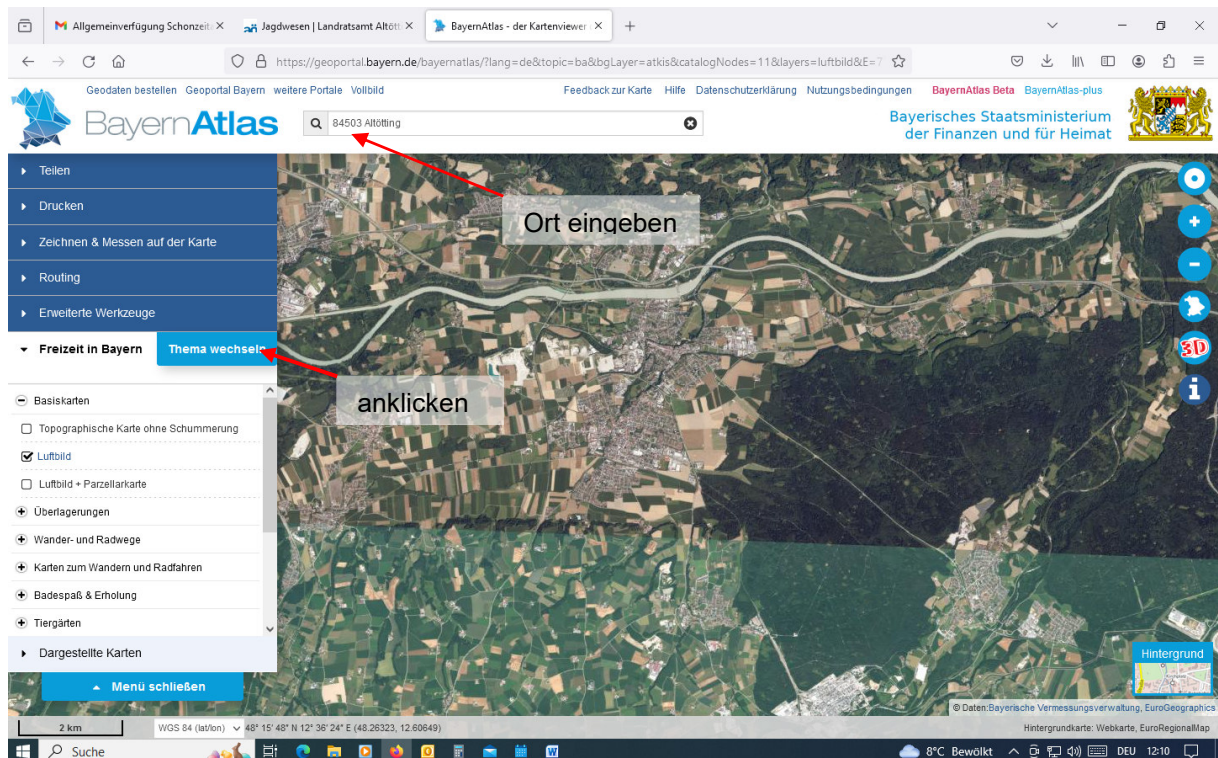 Allgemeinverfügung Schonzeit
Jagdwesen | Landratsamt Altött
BayernAtlas - der Kartenviewer
https://geoportal.bayern.de/bayernatlas/?lang=de&topic=ba&bgLayer=atkis&catalogNodes=11&layers=luftbild&E=7
Geodaten bestellen Geoportal Bayern weitere Portale Vollbild
Feedback zur Karte Hilfe Datenschutzerklärung Nutzungsbedingungen BayernAtlas Beta BayernAtlas-plus
BayernAtlas
84503 Altötting
Bayerisches Staatsministerium
der Finanzen und für Heimat
Teilen
Drucken
Zeichnen & Messen auf der Karte
Routing
Erweiterte Werkzeuge
Freizeit in Bayern Thema wechseln
Basiskarten
Topographische Karte ohne Schummerung
Luftbild
Luftbild + Parzellarkarte
Überlagerungen
Wander- und Radwege
Karten zum Wandern und Radfahren
Badespaß & Erholung
Tiergärten
Dargestellte Karten
Menü schließen
Ort eingeben
anklicken
3D
i
Hintergrund
© Daten:Bayerische Vermessungsverwaltung, EuroGeographics
2 km
WGS 84 (lat/lon) 48° 15' 48" N 12° 36' 24" E (48.26323, 12.60649)
Hintergrundkarte: Webkarte, EuroRegionalMap
Suche
8°C Bewölkt DEU 12:10